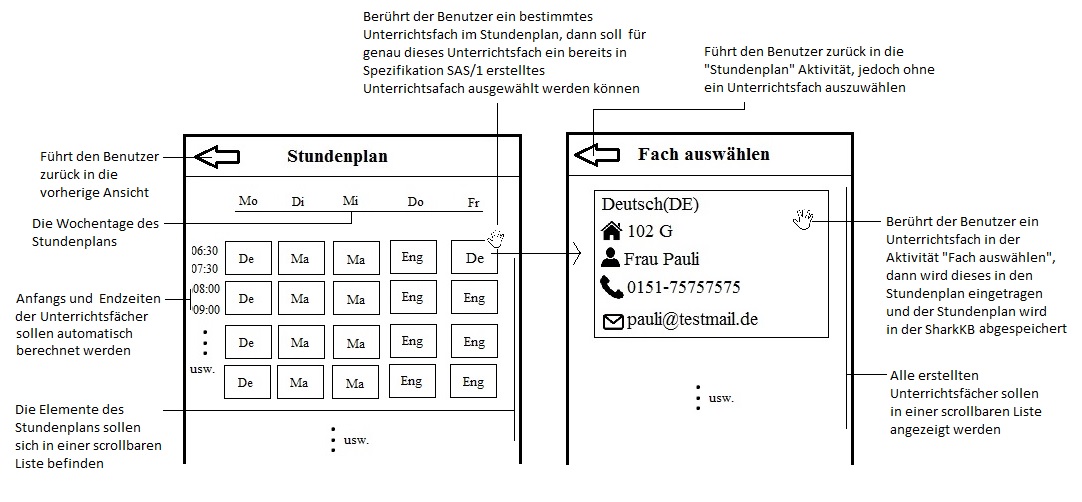 Berührt der Benutzer ein bestimmtes
Unterrichtsfach im Stundenplan, dann soll für
genau dieses Unterrichtsfach ein bereits in
Spezifikation SAS/1 erstelltes
Unterrichtsafach ausgewählt werden können
Führt den Benutzer zurück in die
"Stundenplan" Aktivität, jedoch ohne
ein Unterrichtsfach auszuwählen
Führt den Benutzer
zurück in die
vorherige Ansicht
Die Wochentage des
Stundenplans
Anfangs und Endzeiten
der Unterrichtsfächer
sollen automatisch
berechnet werden
Die Elemente des
Stundenplans sollen
sich in einer scrollbaren
Liste befinden
Stundenplan
Mo Di Mi Do Fr
06:30
07:30
De Ma Ma Eng De
08:00
09:00
De Ma Ma Eng Eng
De Ma Ma Eng Eng
usw.
De Ma Ma Eng Eng
usw.
Fach auswählen
Deutsch(DE)
102 G
Frau Pauli
0151-75757575
pauli@testmail.de
usw.
Berührt der Benutzer ein
Unterrichtsfach in der
Aktivität "Fach auswählen",
dann wird dieses in den
Stundenplan eingetragen
und der Stundenplan wird
in der SharkKB abgespeichert
Alle erstellten
Unterrichtsfächer sollen
in einer scrollbaren Liste
angezeigt werden